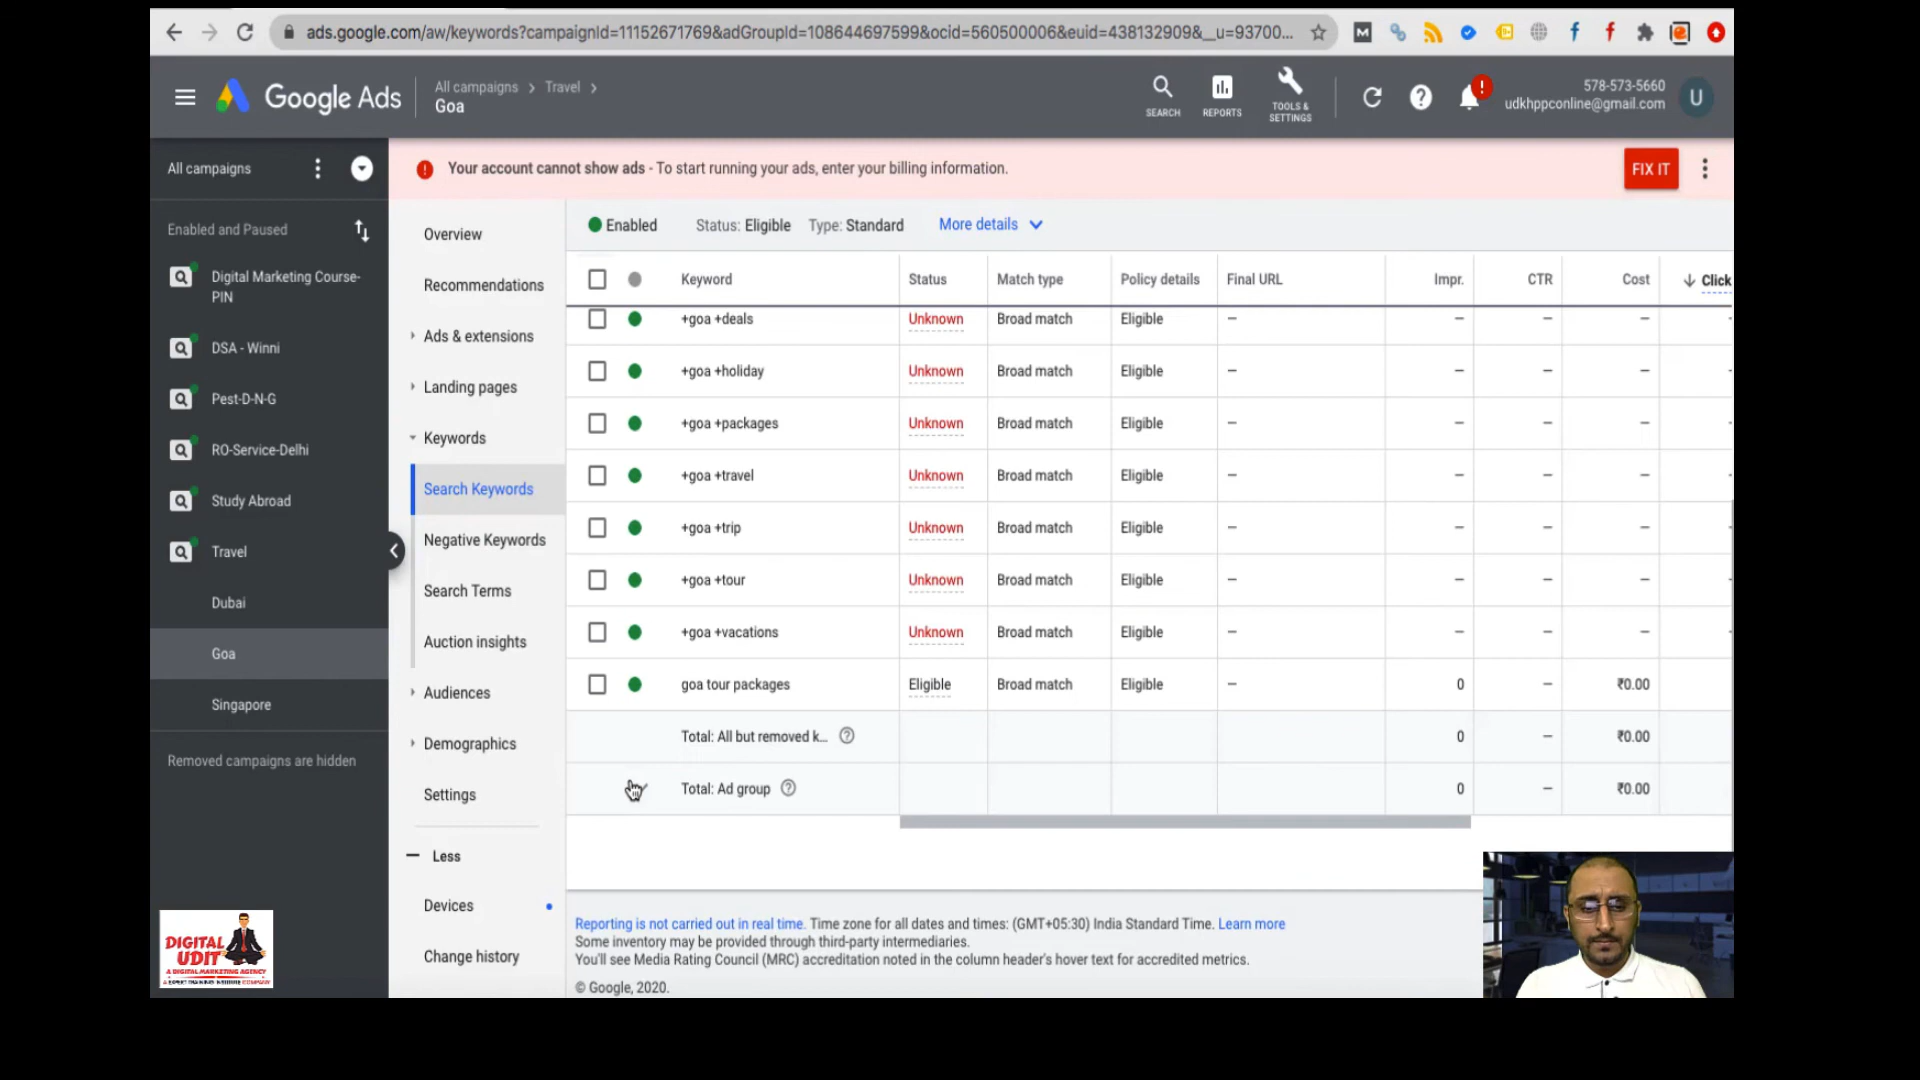 ads.google.com/aw/keywords?campaignId=11152671769&adGroupId=108644697599&ocid=560500006&euid=438132909&__u=93700...
Google Ads
All campaigns > Travel >
Goa
SEARCH
REPORTS
TOOLS & SETTINGS
578-573-5660
udkhppconline@gmail.com
U
All campaigns
Your account cannot show ads - To start running your ads, enter your billing information.
FIX IT
Enabled and Paused
Digital Marketing Course-
PIN
DSA - Winni
Pest-D-N-G
RO-Service-Delhi
Study Abroad
Travel
Dubai
Goa
Singapore
Removed campaigns are hidden
Overview
Recommendations
Ads & extensions
Landing pages
Keywords
Search Keywords
Negative Keywords
Search Terms
Auction insights
Audiences
Demographics
Settings
Less
Devices
Change history
Enabled Status: Eligible Type: Standard More details
Keyword Status Match type Policy details Final URL Impr. CTR Cost Click
+goa +deals Unknown Broad match Eligible – – – –
+goa +holiday Unknown Broad match Eligible – – – –
+goa +packages Unknown Broad match Eligible – – – –
+goa +travel Unknown Broad match Eligible – – – –
+goa +trip Unknown Broad match Eligible – – – –
+goa +tour Unknown Broad match Eligible – – – –
+goa +vacations Unknown Broad match Eligible – – – –
goa tour packages Eligible Broad match Eligible – 0 – ₹0.00
Total: All but removed k... 0 – ₹0.00
Total: Ad group 0 – ₹0.00
Reporting is not carried out in real time. Time zone for all dates and times: (GMT+05:30) India Standard Time. Learn more
Some inventory may be provided through third-party intermediaries.
You'll see Media Rating Council (MRC) accreditation noted in the column header's hover text for accredited metrics.
© Google, 2020.
DIGITAL
UDIT
A DIGITAL MARKETING AGENCY